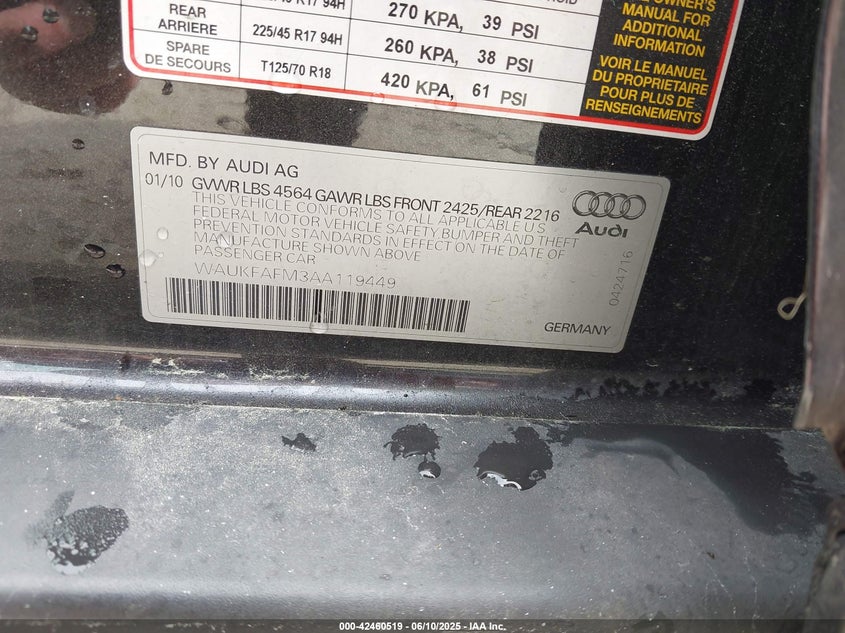 270 KPA, 39 PSI
REAR
ARRIERE
225/45 R17 94H
260 KPA, 38 PSI
SPARE
DE SECOURS
T125/70 R18
420 KPA, 61 PSI
OWNER'S
MANUAL FOR
ADDITIONAL
INFORMATION
VOIR LE MANUEL
DU PROPRIETAIRE
POUR PLUS DE
RENSEIGNEMENTS
MFD. BY AUDI AG
01/10 GVWR LBS 4564 GAWR LBS FRONT 2425/REAR 2216
THIS VEHICLE CONFORMS TO ALL APPLICABLE U S
FEDERAL MOTOR VEHICLE SAFETY, BUMPER AND THEFT
PREVENTION STANDARDS IN EFFECT ON THE DATE OF
MANUFACTURE SHOWN ABOVE
PASSENGER CAR
WAUKFAFM3AA119449
Audi
0424716
GERMANY
000-42460519 - 06/10/2025 - IAA Inc.